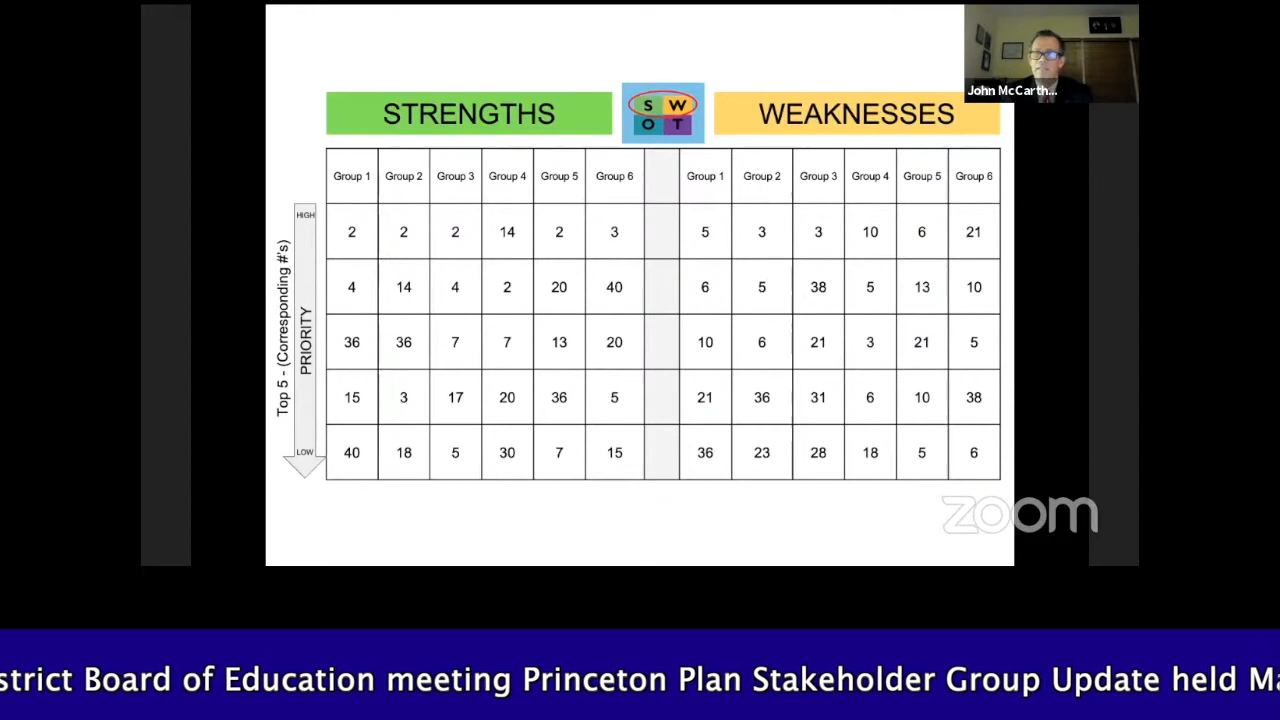 John McCarth...
STRENGTHS
S W
O T
WEAKNESSES
Group 1 Group 2 Group 3 Group 4 Group 5 Group 6 Group 1 Group 2 Group 3 Group 4 Group 5 Group 6
Top 5 - (Corresponding #'s)
HIGH
PRIORITY
LOW
2 2 2 14 2 3 5 3 3 10 6 21
4 14 4 2 20 40 6 5 38 5 13 10
36 36 7 7 13 20 10 6 21 3 21 5
15 3 17 20 36 5 21 36 31 6 10 38
40 18 5 30 7 15 36 23 28 18 5 6
zoom
strict Board of Education meeting Princeton Plan Stakeholder Group Update held Ma